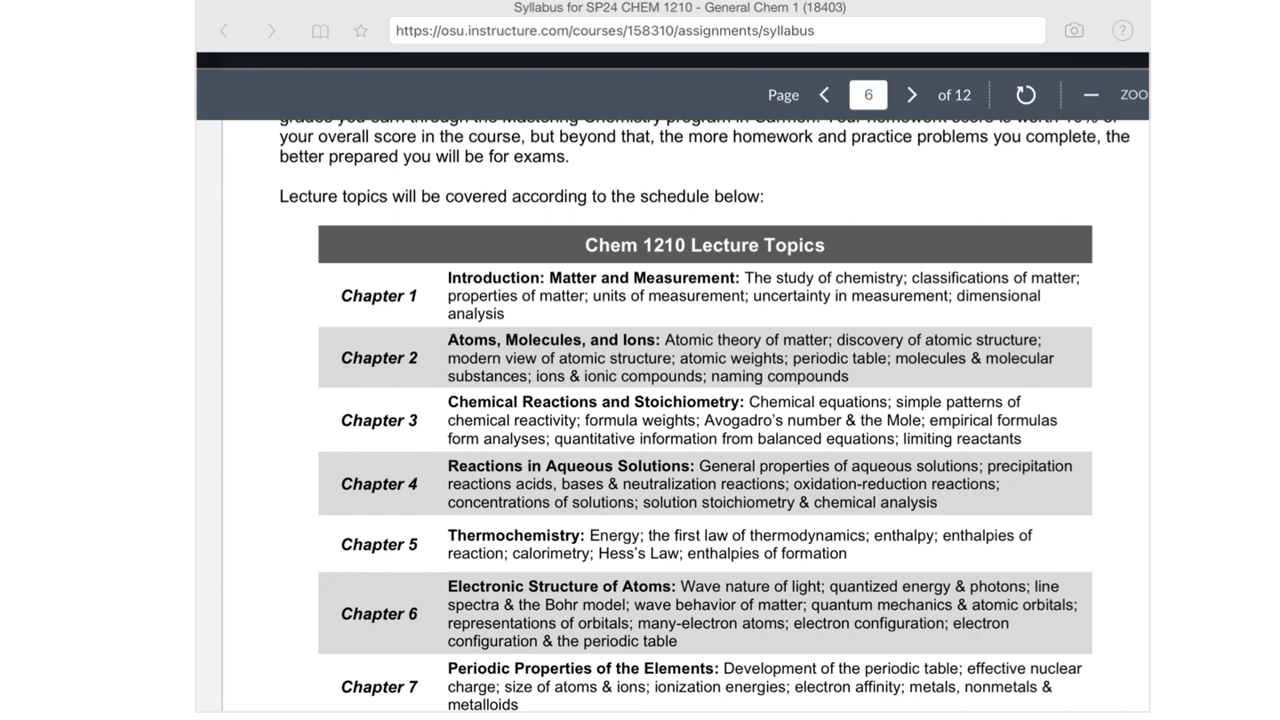 Syllabus for SP24 CHEM 1210 - General Chem 1 (18403)
https://osu.instructure.com/courses/158310/assignments/syllabus
Page 6 of 12 ZOO
your overall score in the course, but beyond that, the more homework and practice problems you complete, the
better prepared you will be for exams.
Lecture topics will be covered according to the schedule below:
Chem 1210 Lecture Topics
Chapter 1
Introduction: Matter and Measurement: The study of chemistry; classifications of matter;
properties of matter; units of measurement; uncertainty in measurement; dimensional
analysis
Chapter 2
Atoms, Molecules, and Ions: Atomic theory of matter; discovery of atomic structure;
modern view of atomic structure; atomic weights; periodic table; molecules & molecular
substances; ions & ionic compounds; naming compounds
Chapter 3
Chemical Reactions and Stoichiometry: Chemical equations; simple patterns of
chemical reactivity; formula weights; Avogadro's number & the Mole; empirical formulas
form analyses; quantitative information from balanced equations; limiting reactants
Chapter 4
Reactions in Aqueous Solutions: General properties of aqueous solutions; precipitation
reactions acids, bases & neutralization reactions; oxidation-reduction reactions;
concentrations of solutions; solution stoichiometry & chemical analysis
Chapter 5
Thermochemistry: Energy; the first law of thermodynamics; enthalpy; enthalpies of
reaction; calorimetry; Hess's Law; enthalpies of formation
Chapter 6
Electronic Structure of Atoms: Wave nature of light; quantized energy & photons; line
spectra & the Bohr model; wave behavior of matter; quantum mechanics & atomic orbitals;
representations of orbitals; many-electron atoms; electron configuration; electron
configuration & the periodic table
Chapter 7
Periodic Properties of the Elements: Development of the periodic table; effective nuclear
charge; size of atoms & ions; ionization energies; electron affinity; metals, nonmetals &
metalloids